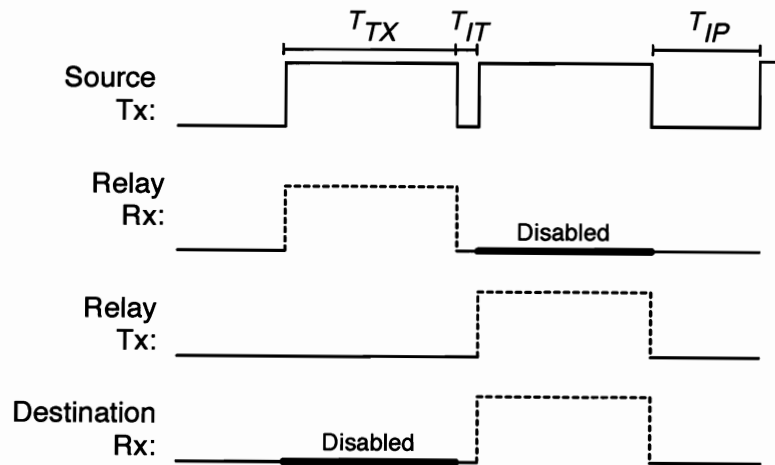 T_TX T_IT T_IP
Source
Tx:
Relay
Rx:
Disabled
Relay
Tx:
Destination
Rx:
Disabled